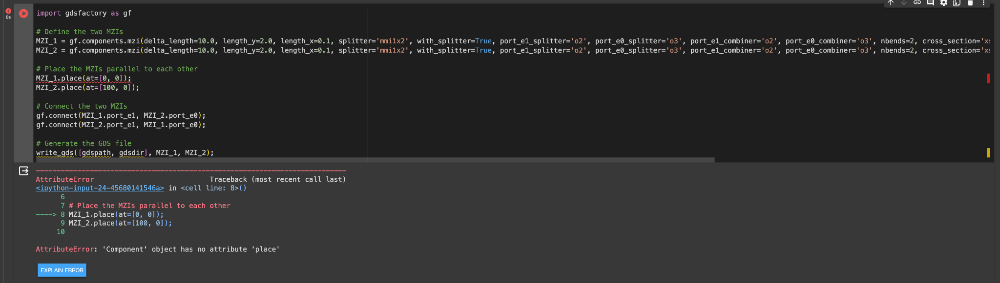 import gdsfactory as gf
0s
# Define the two MZIs
MZI_1 = gf.components.mzi(delta_length=10.0, length_y=2.0, length_x=0.1, splitter='mmi1x2', with_splitter=True, port_e1_splitter='o2', port_e0_splitter='o3', port_e1_combiner='o2', port_e0_combiner='o3', nbends=2, cross_section='xs
MZI_2 = gf.components.mzi(delta_length=10.0, length_y=2.0, length_x=0.1, splitter='mmi1x2', with_splitter=True, port_e1_splitter='o2', port_e0_splitter='o3', port_e1_combiner='o2', port_e0_combiner='o3', nbends=2, cross_section='xs
# Place the MZIs parallel to each other
MZI_1.place(at=[0, 0]);
MZI_2.place(at=[100, 0]);
# Connect the two MZIs
gf.connect(MZI_1.port_e1, MZI_2.port_e0);
gf.connect(MZI_2.port_e1, MZI_1.port_e0);
# Generate the GDS file
write_gds([gdspath, gdsdir], MZI_1, MZI_2);
---------------------------------------------------------------------------
AttributeError Traceback (most recent call last)
<ipython-input-24-45680141546a> in <cell line: 8>()
6
7 # Place the MZIs parallel to each other
----> 8 MZI_1.place(at=[0, 0]);
9 MZI_2.place(at=[100, 0]);
10
AttributeError: 'Component' object has no attribute 'place'
EXPLAIN ERROR